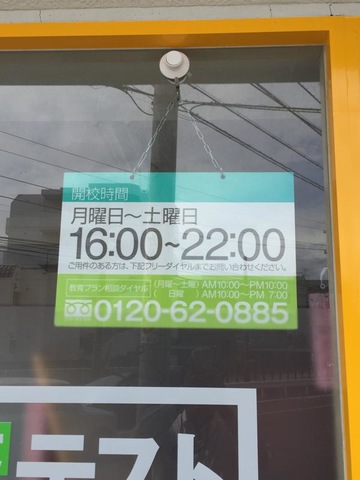 開校時間
月曜日～土曜日
16:00～22:00
ご用件のある方は、下記フリーダイヤルまでお問い合わせください。
教育プラン相談ダイヤル (月曜～土曜) AM10:00～PM10:00
( 日曜 ) AM10:00～PM 7:00
0120-62-0885
テスト